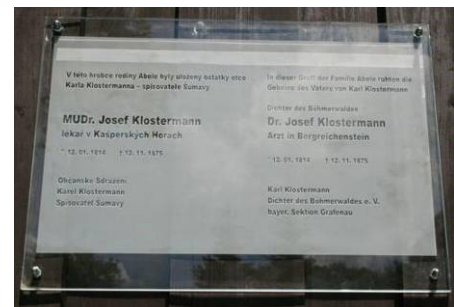 V této hrobce rodiny Abele byly uloženy ostatky otce
Karla Klostermanna – spisovatele Šumavy
MUDr. Josef Klostermann
lékař v Kašperských Horách
* 12. 01. 1814 † 13. 11. 1875
Občanské Sdružení
Karel Klostermann
Spisovatel Šumavy
In dieser Gruft der Familie Abele ruhten die
Gebeine des Vaters von Karl Klostermann
Dichter des Böhmerwaldes
Dr. Josef Klostermann
Arzt in Bergreichenstein
* 12. 01. 1814 † 13. 11. 1875
Karl Klostermann
Dichter des Böhmerwaldes e. V.
bayer. Sektion Grafenau